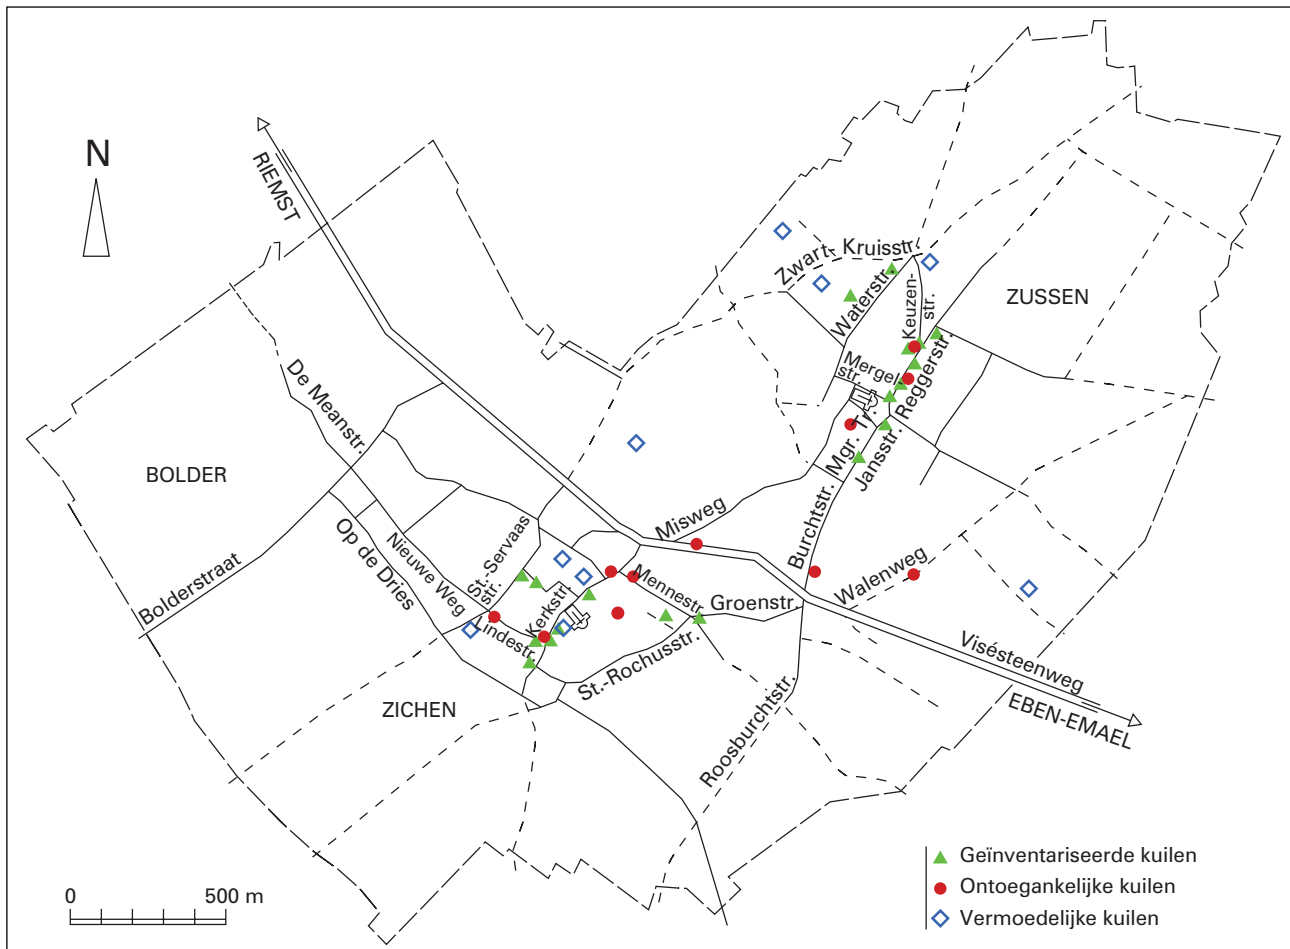 N
RIEMST
Zwart- Kruisstr.
Waterstr.
Keuzen-
str.
ZUSSEN
Mergel-
str.
Reggerstr.
Mgr. Tr.
Jansstr.
De Meanstr.
BOLDER
Bolderstraat
Op de Dries
Nieuwe Weg
St.-Servaas
str.
Misweg
Burchtstr.
Walenweg
Mennestr.
Groenstr.
Kerkstr.
Lindestr.
St.-Rochusstr.
ZICHEN
Roosburchtstr.
Visésteenweg
EBEN-EMAEL
0 500 m
Geïnventariseerde kuilen
Ontoegankelijke kuilen
Vermoedelijke kuilen